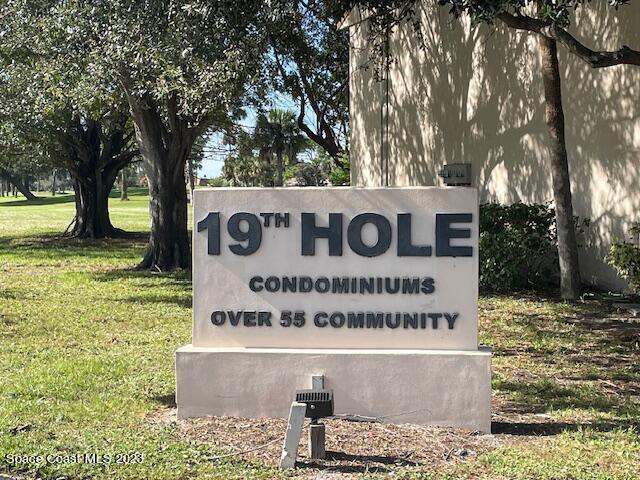 19TH HOLE
CONDOMINIUMS
OVER 55 COMMUNITY
Space Coast MLS 2023